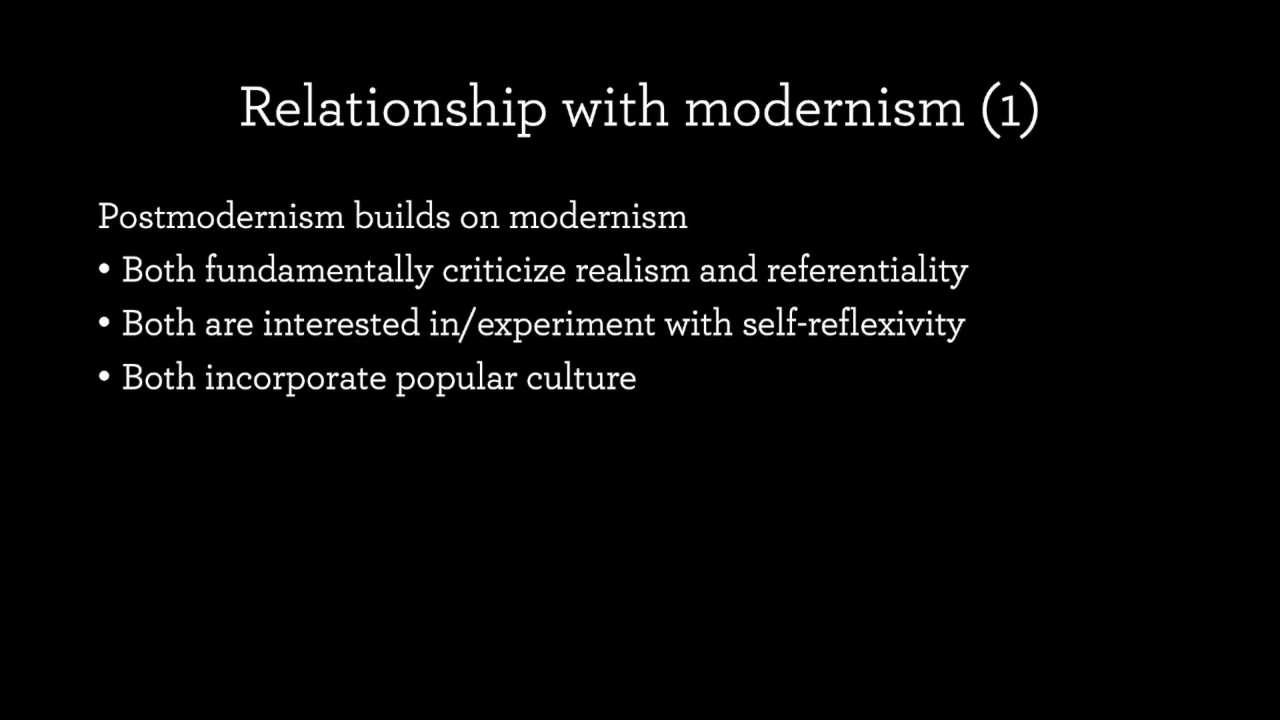 Relationship with modernism (1)
Postmodernism builds on modernism
• Both fundamentally criticize realism and referentiality
• Both are interested in/experiment with self-reflexivity
• Both incorporate popular culture